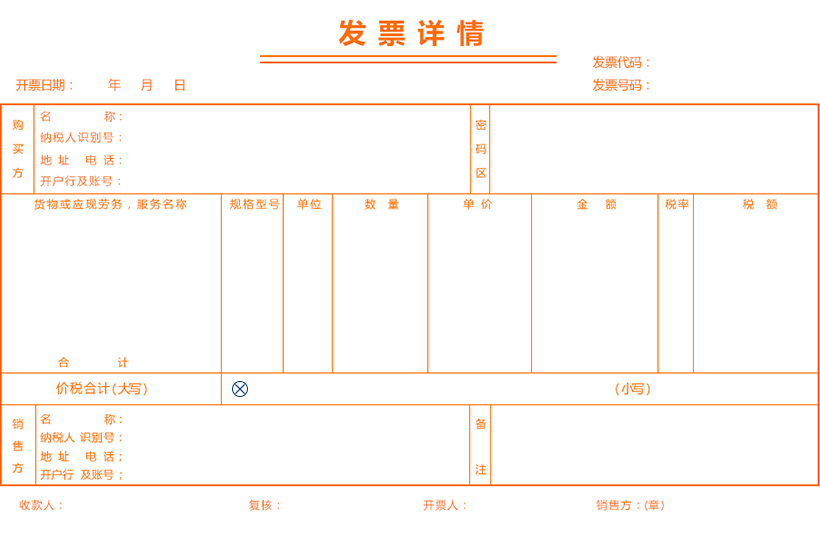 发票详情
发票代码：
开票日期： 年 月 日 发票号码：
购买方
名 称：
纳税人识别号：
地 址 电 话：
开户行及账号：
密码区
货物或应现劳务，服务名称 规格型号 单位 数 量 单 价 金 额 税率 税 额
合 计
价税合计(大写) ⊗ (小写)
销售方
名 称：
纳税人 识别号：
地 址 电 话；
开户行 及账号；
备注
收款人： 复核： 开票人： 销售方：(章)